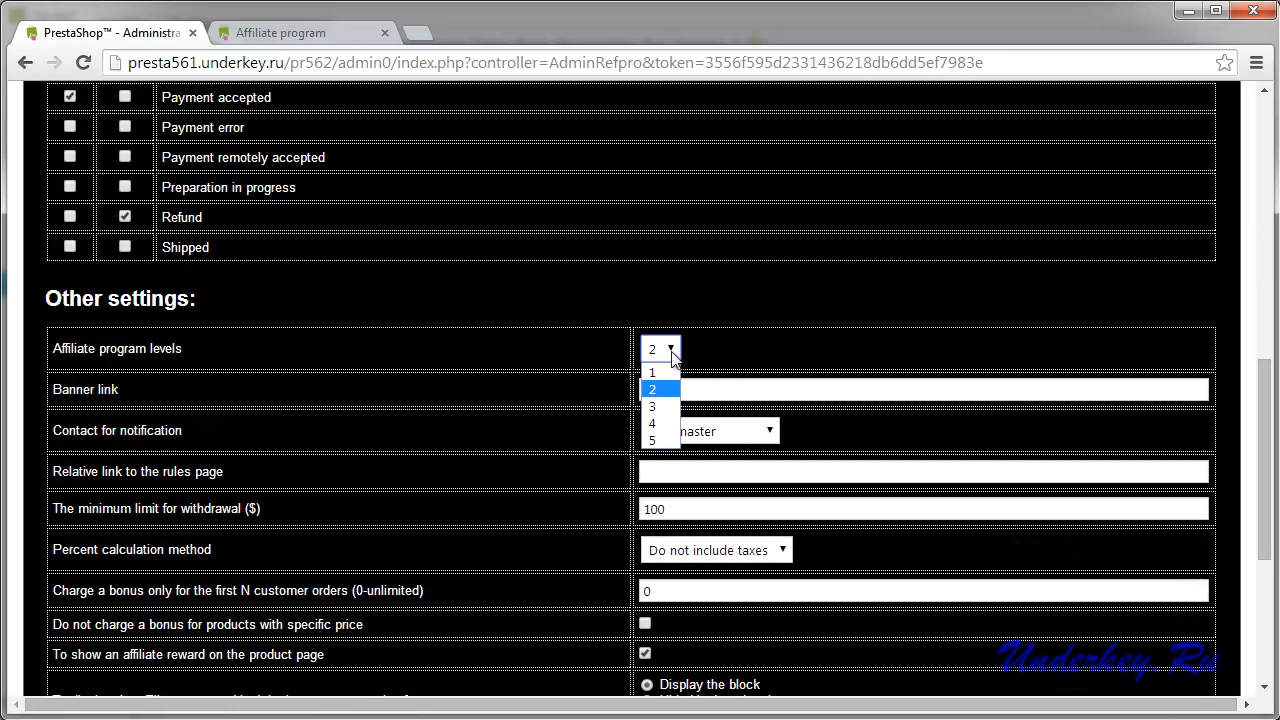 PrestaShop™ - Administra
Affiliate program
presta561.underkey.ru/pr562/admin0/index.php?controller=AdminRefpro&token=3556f595d2331436218db6dd5ef7983e
Payment accepted
Payment error
Payment remotely accepted
Preparation in progress
Refund
Shipped
Other settings:
Affiliate program levels
2
1
2
3
4
5
Banner link
Contact for notification
master
Relative link to the rules page
The minimum limit for withdrawal ($)
100
Percent calculation method
Do not include taxes
Charge a bonus only for the first N customer orders (0-unlimited)
0
Do not charge a bonus for products with specific price
To show an affiliate reward on the product page
Display the block
Underkey Ru